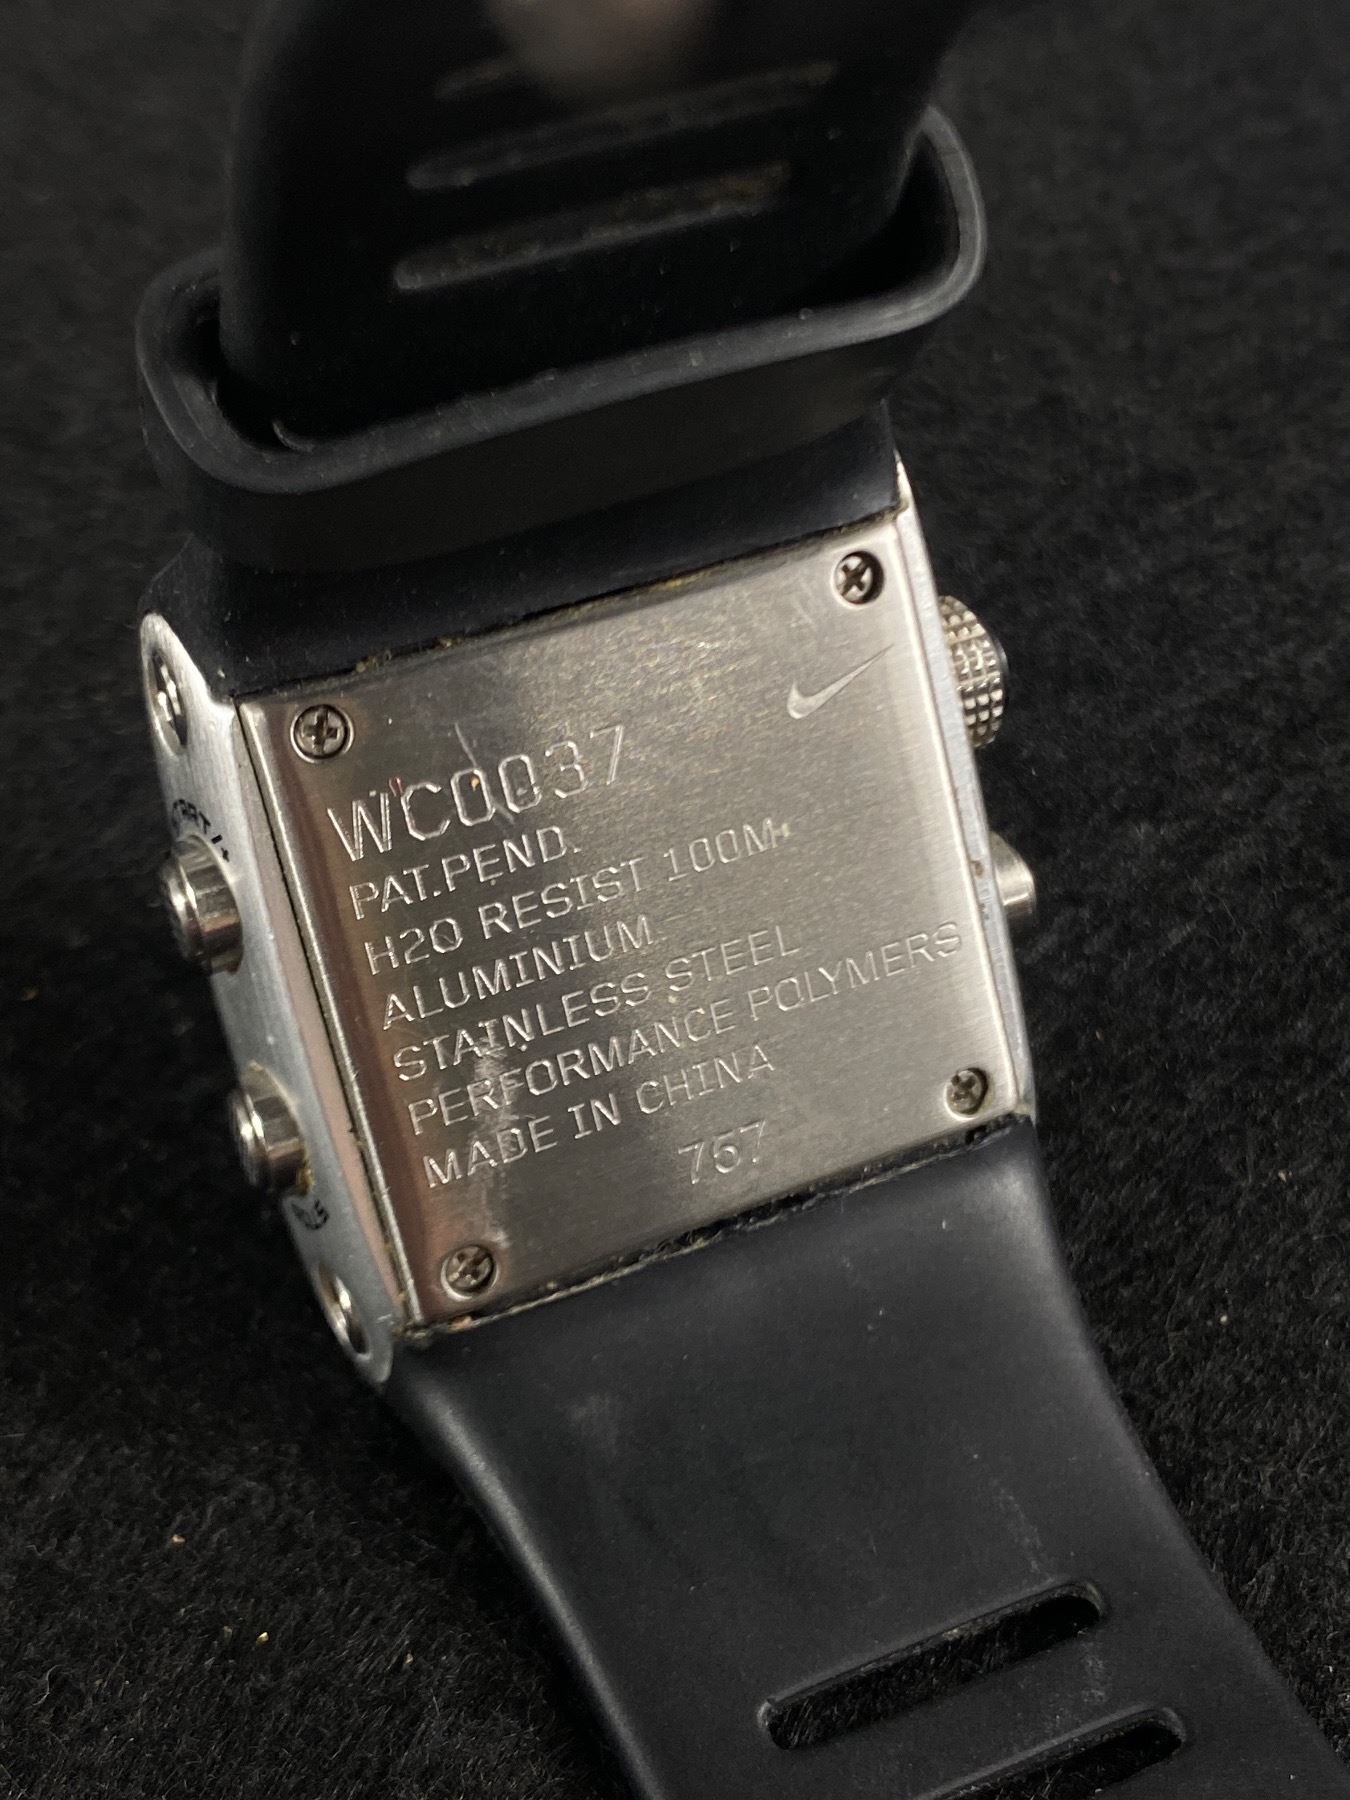 WC0037
PAT.PEND.
H2O RESIST 100M
ALUMINIUM
STAINLESS STEEL
PERFORMANCE POLYMERS
MADE IN CHINA
757